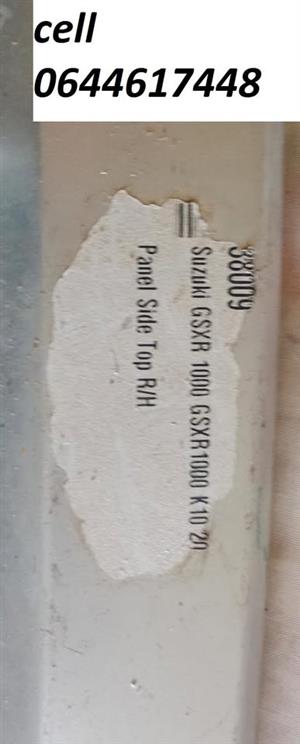 cell
0644617448
38009
Suzuki GSXR 1000 GSXR1000 K10 20
Panel Side Top R/H